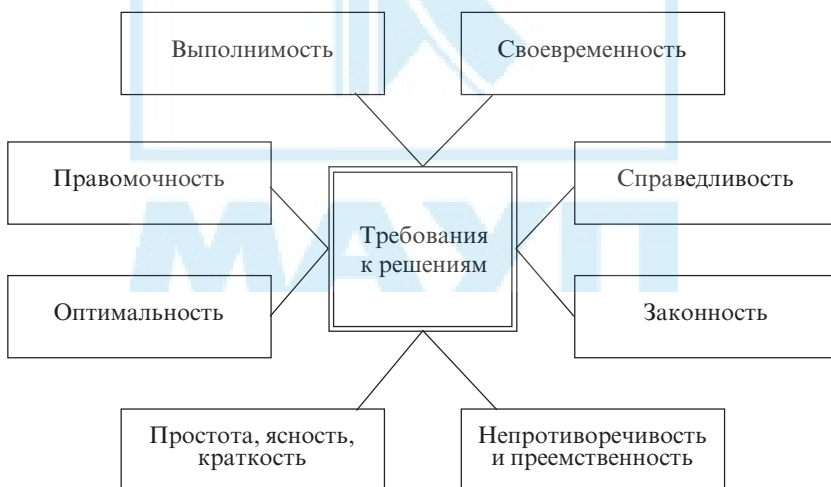 Выполнимость
Своевременность
Правомочность
Справедливость
Требования
к решениям
Оптимальность
Законность
Простота, ясность,
краткость
Непротиворечивость
и преемственность
МАУП